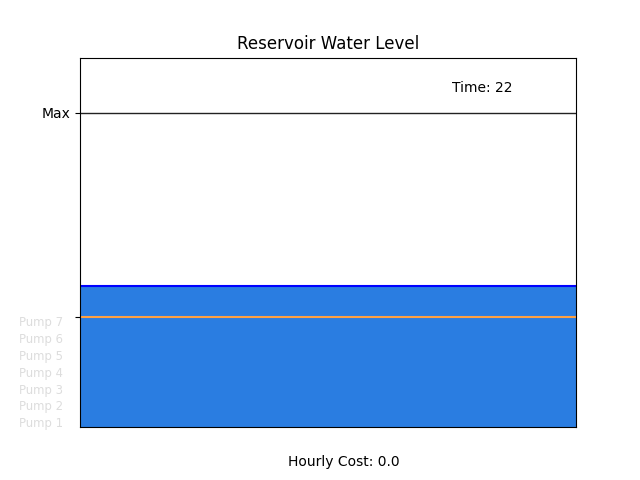 Reservoir Water Level
Time: 22
Max
Pump 7
Pump 6
Pump 5
Pump 4
Pump 3
Pump 2
Pump 1
Hourly Cost: 0.0